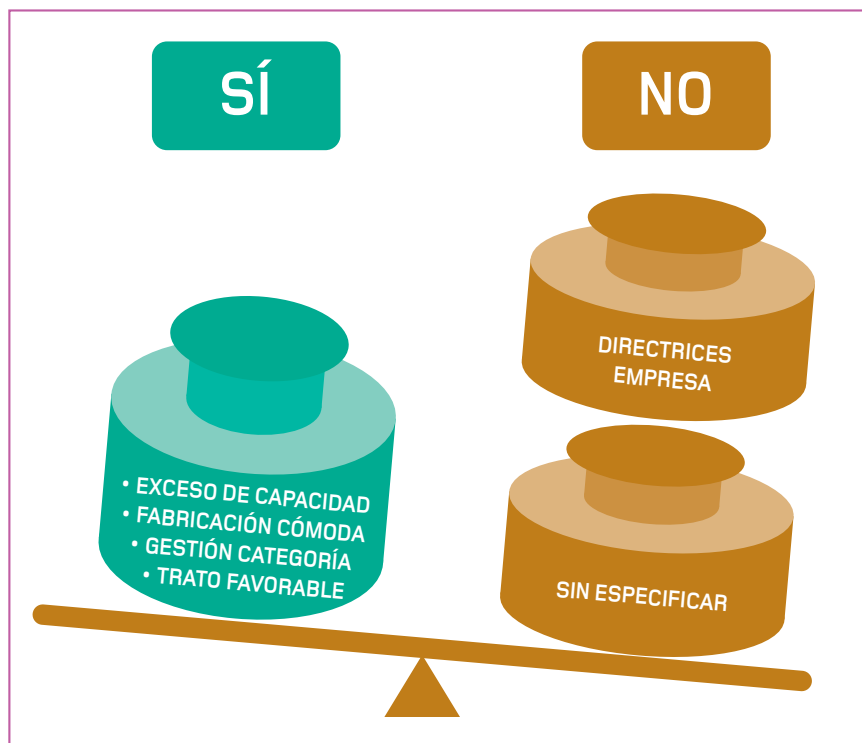 SÍ
NO
DIRECTRICES
EMPRESA
• EXCESO DE CAPACIDAD
• FABRICACIÓN CÓMODA
• GESTIÓN CATEGORÍA
• TRATO FAVORABLE
SIN ESPECIFICAR